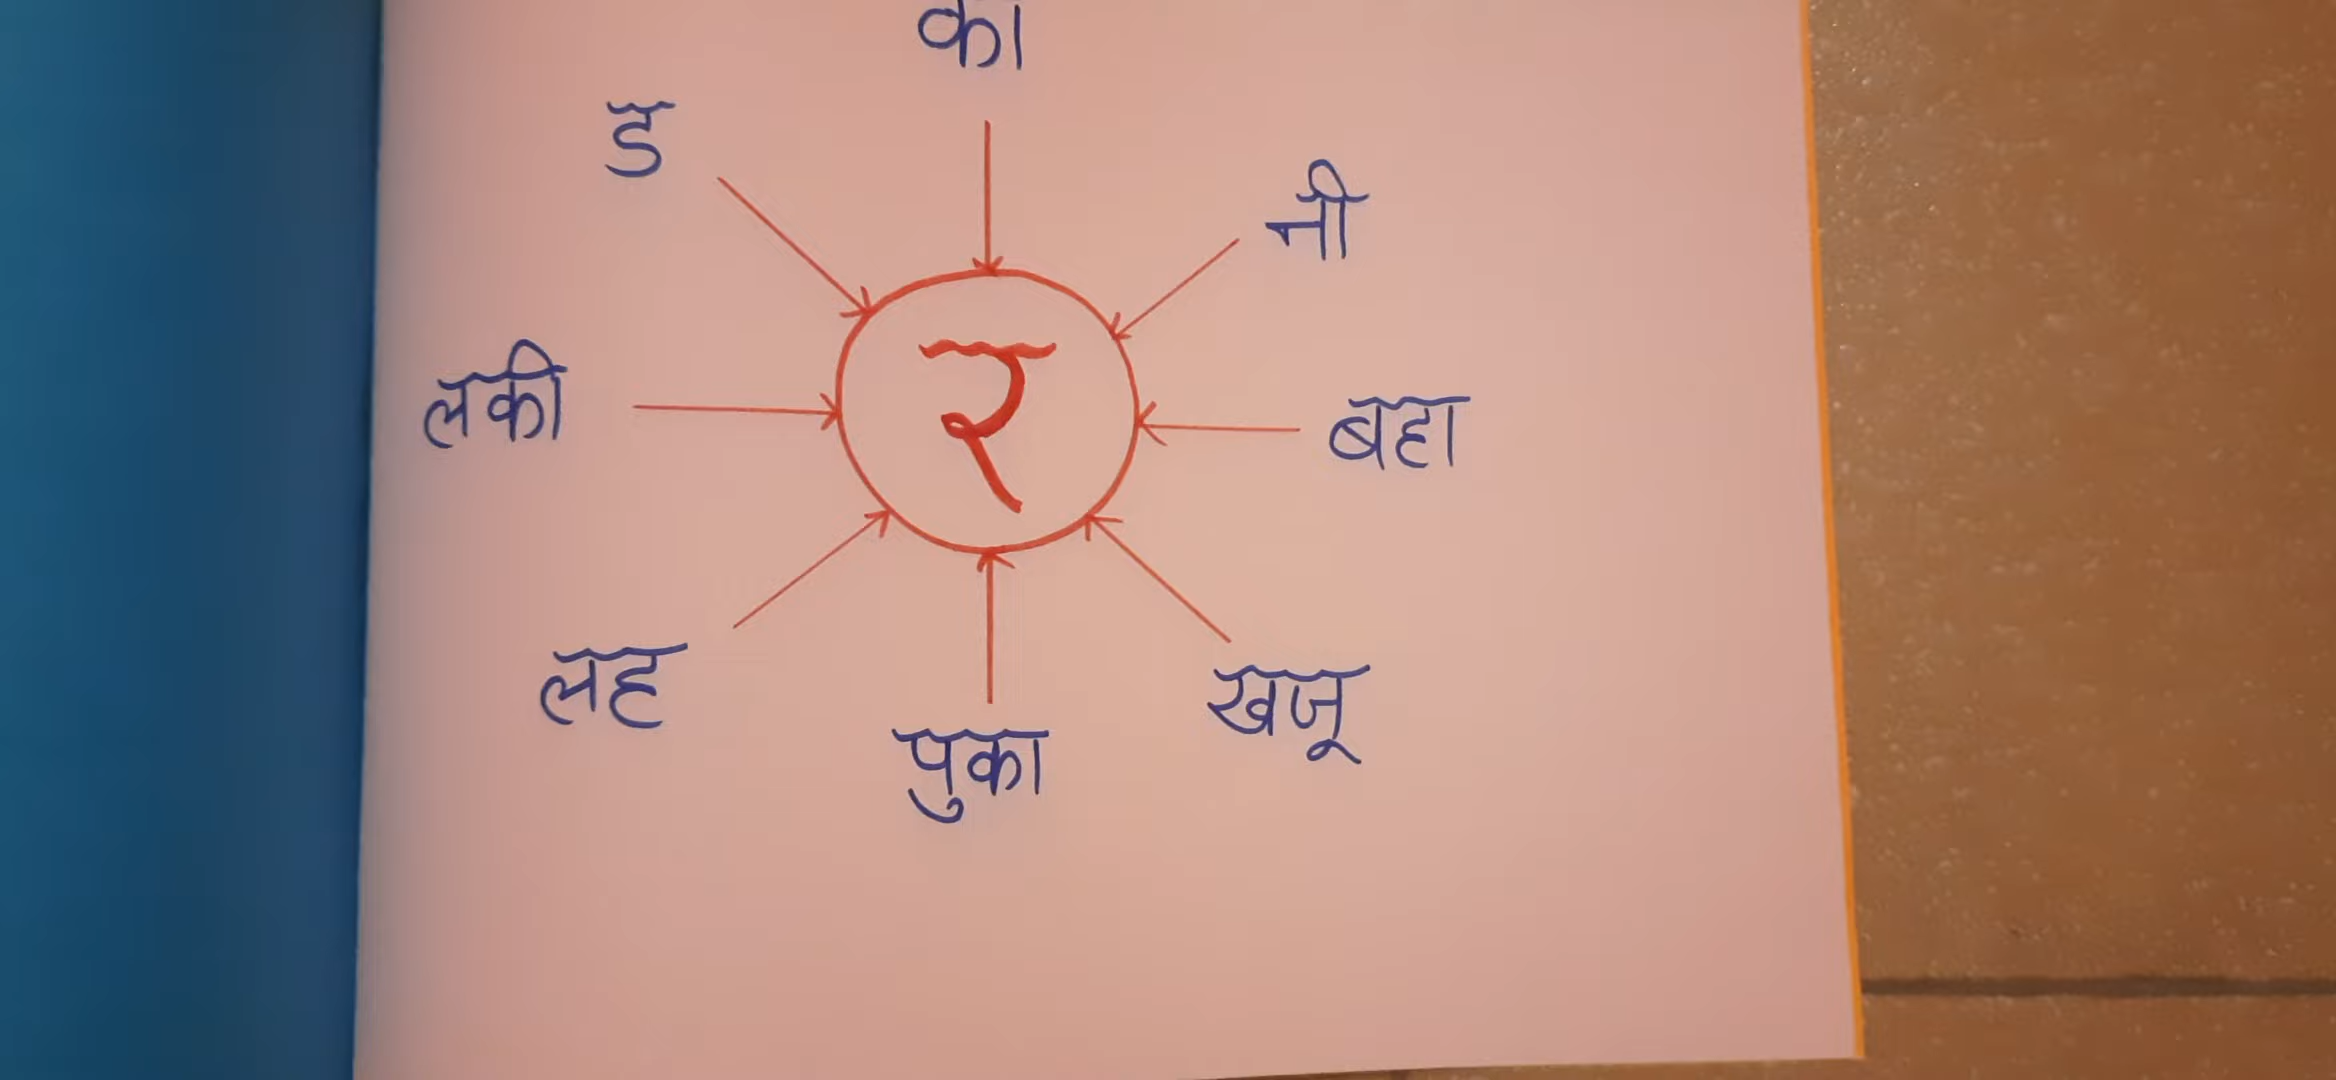 का
ड
नी
लकी
र
बहा
लह
खजू
पुका